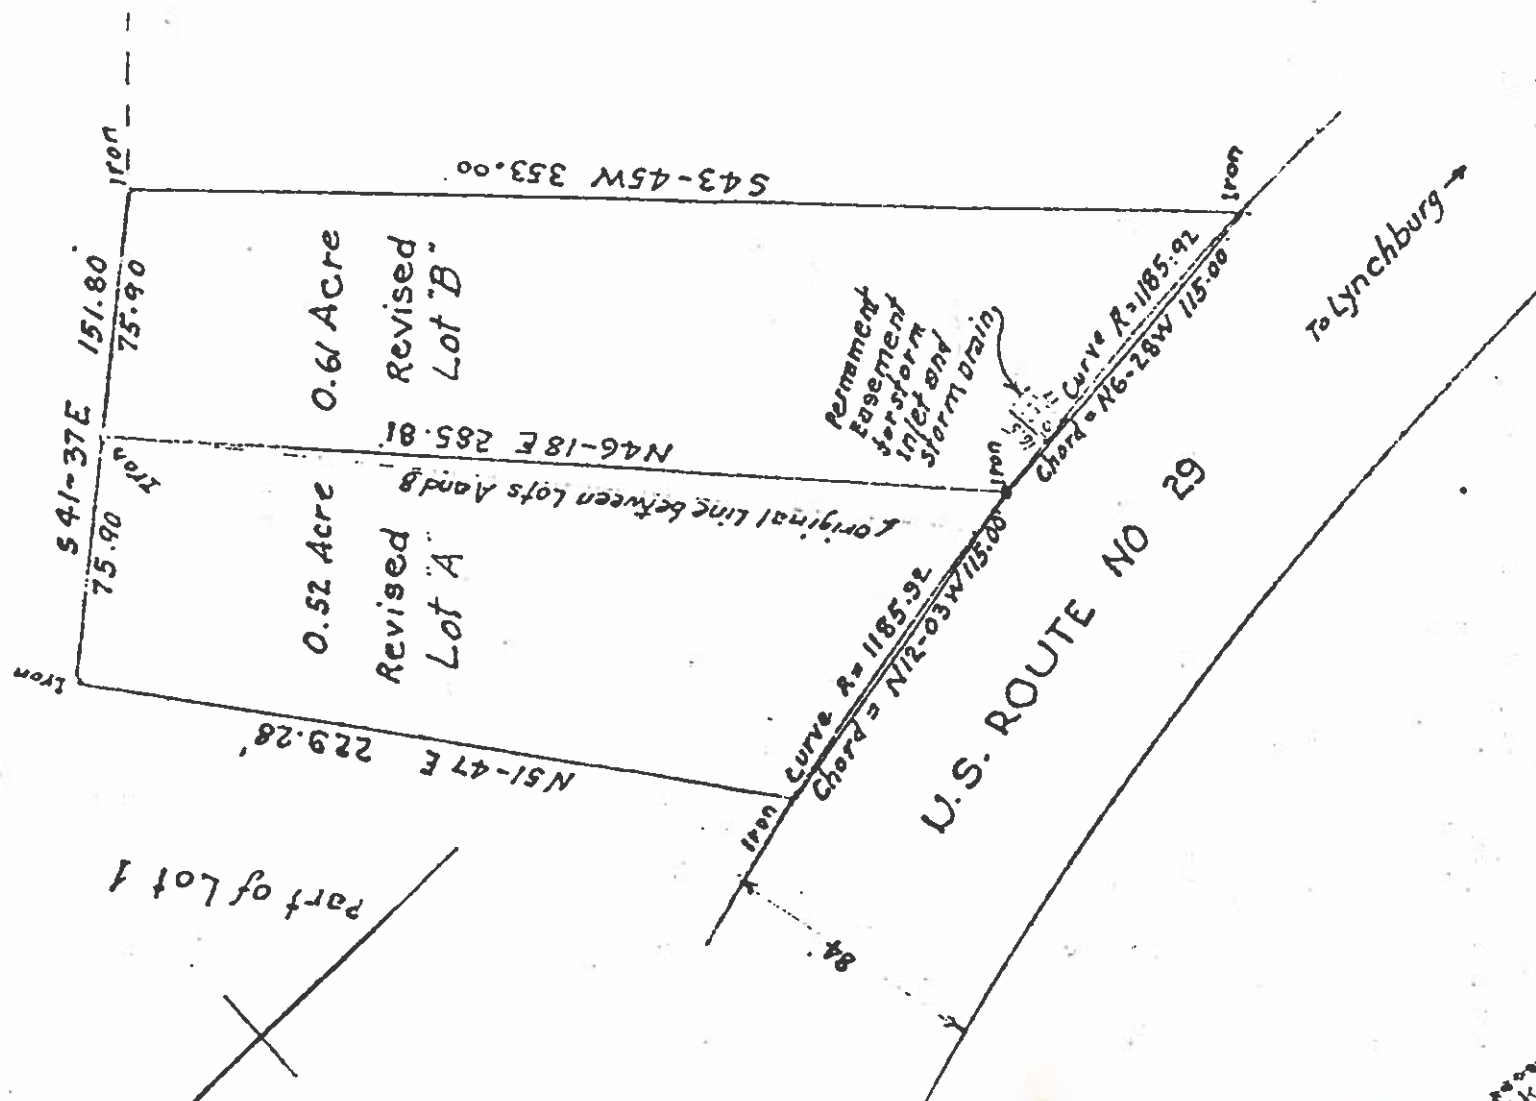 Iron
S43-45W 353.00
Iron
S 41-37E 151.80
75.90
0.61 Acre
Revised
Lot "B"
Permament
Easement
for storm
inlet and
storm drain
Curve R=1185.92
Chord = N6-28W 115.00
To Lynchburg
Iron
N46-18E 285.81'
Iron
original Line between Lots A and B
75.90
0.52 Acre
Revised
Lot "A"
Curve R= 1185.92
Chord = N12-03W 115.00
U.S. ROUTE NO 29
Iron
N51-47E 229.28'
Iron
Part of Lot 1
84'